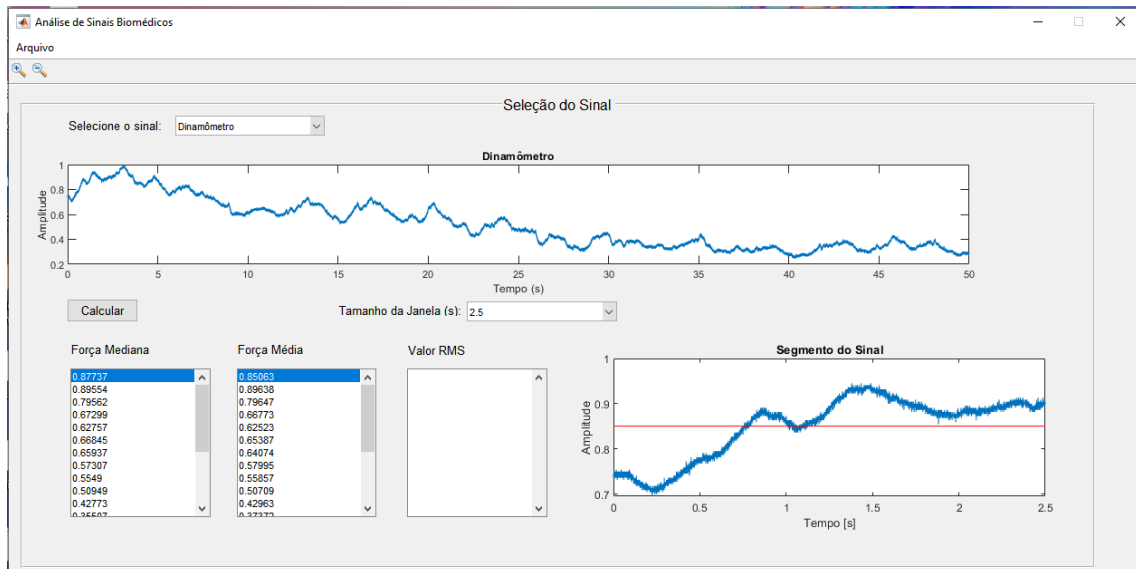 Análise de Sinais Biomédicos
Arquivo
Seleção do Sinal
Selecione o sinal: Dinamômetro
Dinamômetro
Amplitude
1
0.8
0.6
0.4
0.2
0 5 10 15 20 25 30 35 40 45 50
Tempo (s)
Calcular
Tamanho da Janela (s): 2.5
Força Mediana
0.87737
0.89554
0.79562
0.67299
0.62757
0.66845
0.65937
0.57307
0.5549
0.50949
0.42773
0.35507
Força Média
0.85063
0.89638
0.79647
0.66773
0.62523
0.65387
0.64074
0.57995
0.55857
0.50709
0.42963
0.37372
Valor RMS
Segmento do Sinal
Amplitude
1
0.9
0.8
0.7
0 0.5 1 1.5 2 2.5
Tempo [s]